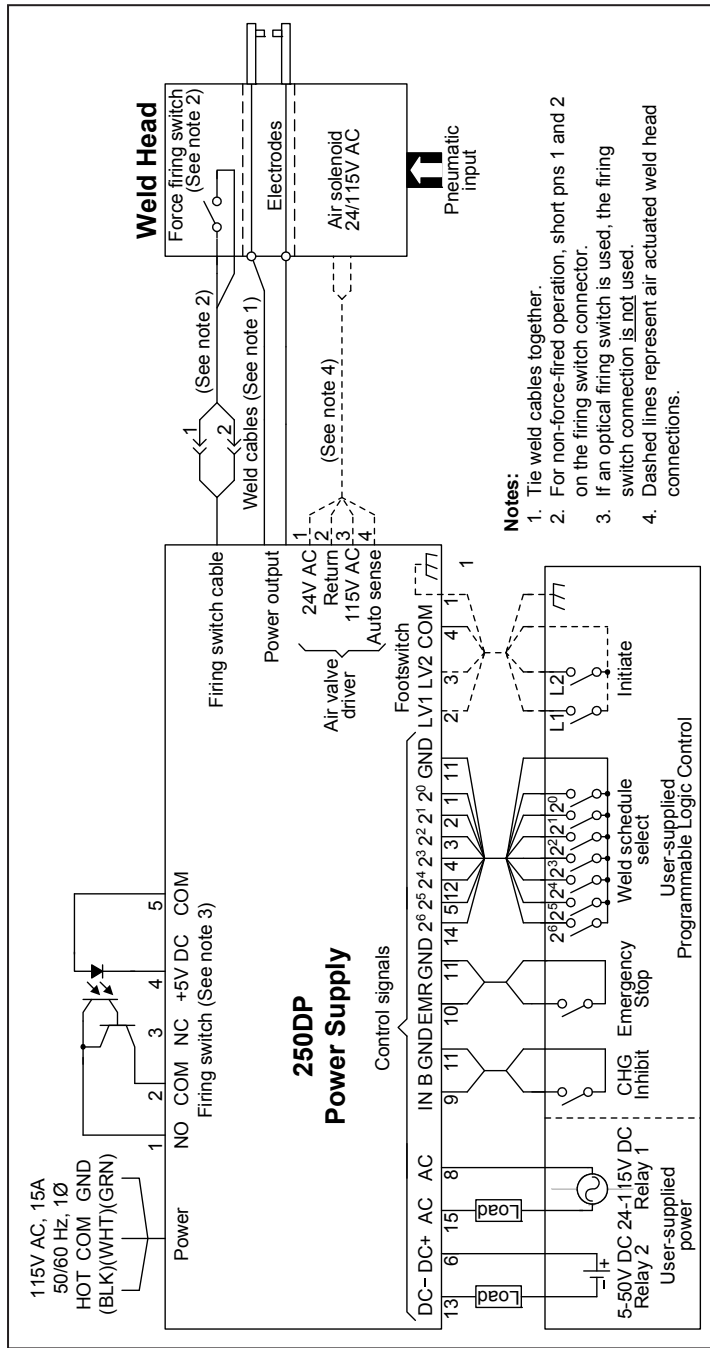 115V AC, 15A
50/60 Hz, 1Ø
HOT COM GND
(BLK)(WHT)(GRN)
Power
1 2 3 4 5
NO COM NC +5V DC COM
Firing switch (See note 3)
250DP
Power Supply
Firing switch cable
1
2
(See note 2)
Power output
Weld cables (See note 1)
Air valve
driver
24V AC 1
Return 2
115V AC 3
Auto sense 4
(See note 4)
Weld Head
Force firing switch
(See note 2)
Electrodes
Air solenoid
24/115V AC
Pneumatic
input
Control signals
Footswitch
DC− DC+ AC AC
IN B GND EMR GND
2⁶ 2⁵ 2⁴ 2³ 2² 2¹ 2⁰ GND
LV1 LV2 COM
13 6 15 8
9 11 10 11
14 5 12 4 3 2 1 11
2 3 4 1
1
Load
Load
− +
5-50V DC
Relay 2
24-115V DC
Relay 1
User-supplied
power
CHG
Inhibit
Emergency
Stop
2⁶ 2⁵ 2⁴ 2³ 2² 2¹ 2⁰
Weld schedule
select
L1 L2
Initiate
User-supplied
Programmable Logic Control
Notes:
1. Tie weld cables together.
2. For non-force-fired operation, short pns 1 and 2
on the firing switch connector.
3. If an optical firing switch is used, the firing
switch connection is not used.
4. Dashed lines represent air actuated weld head
connections.